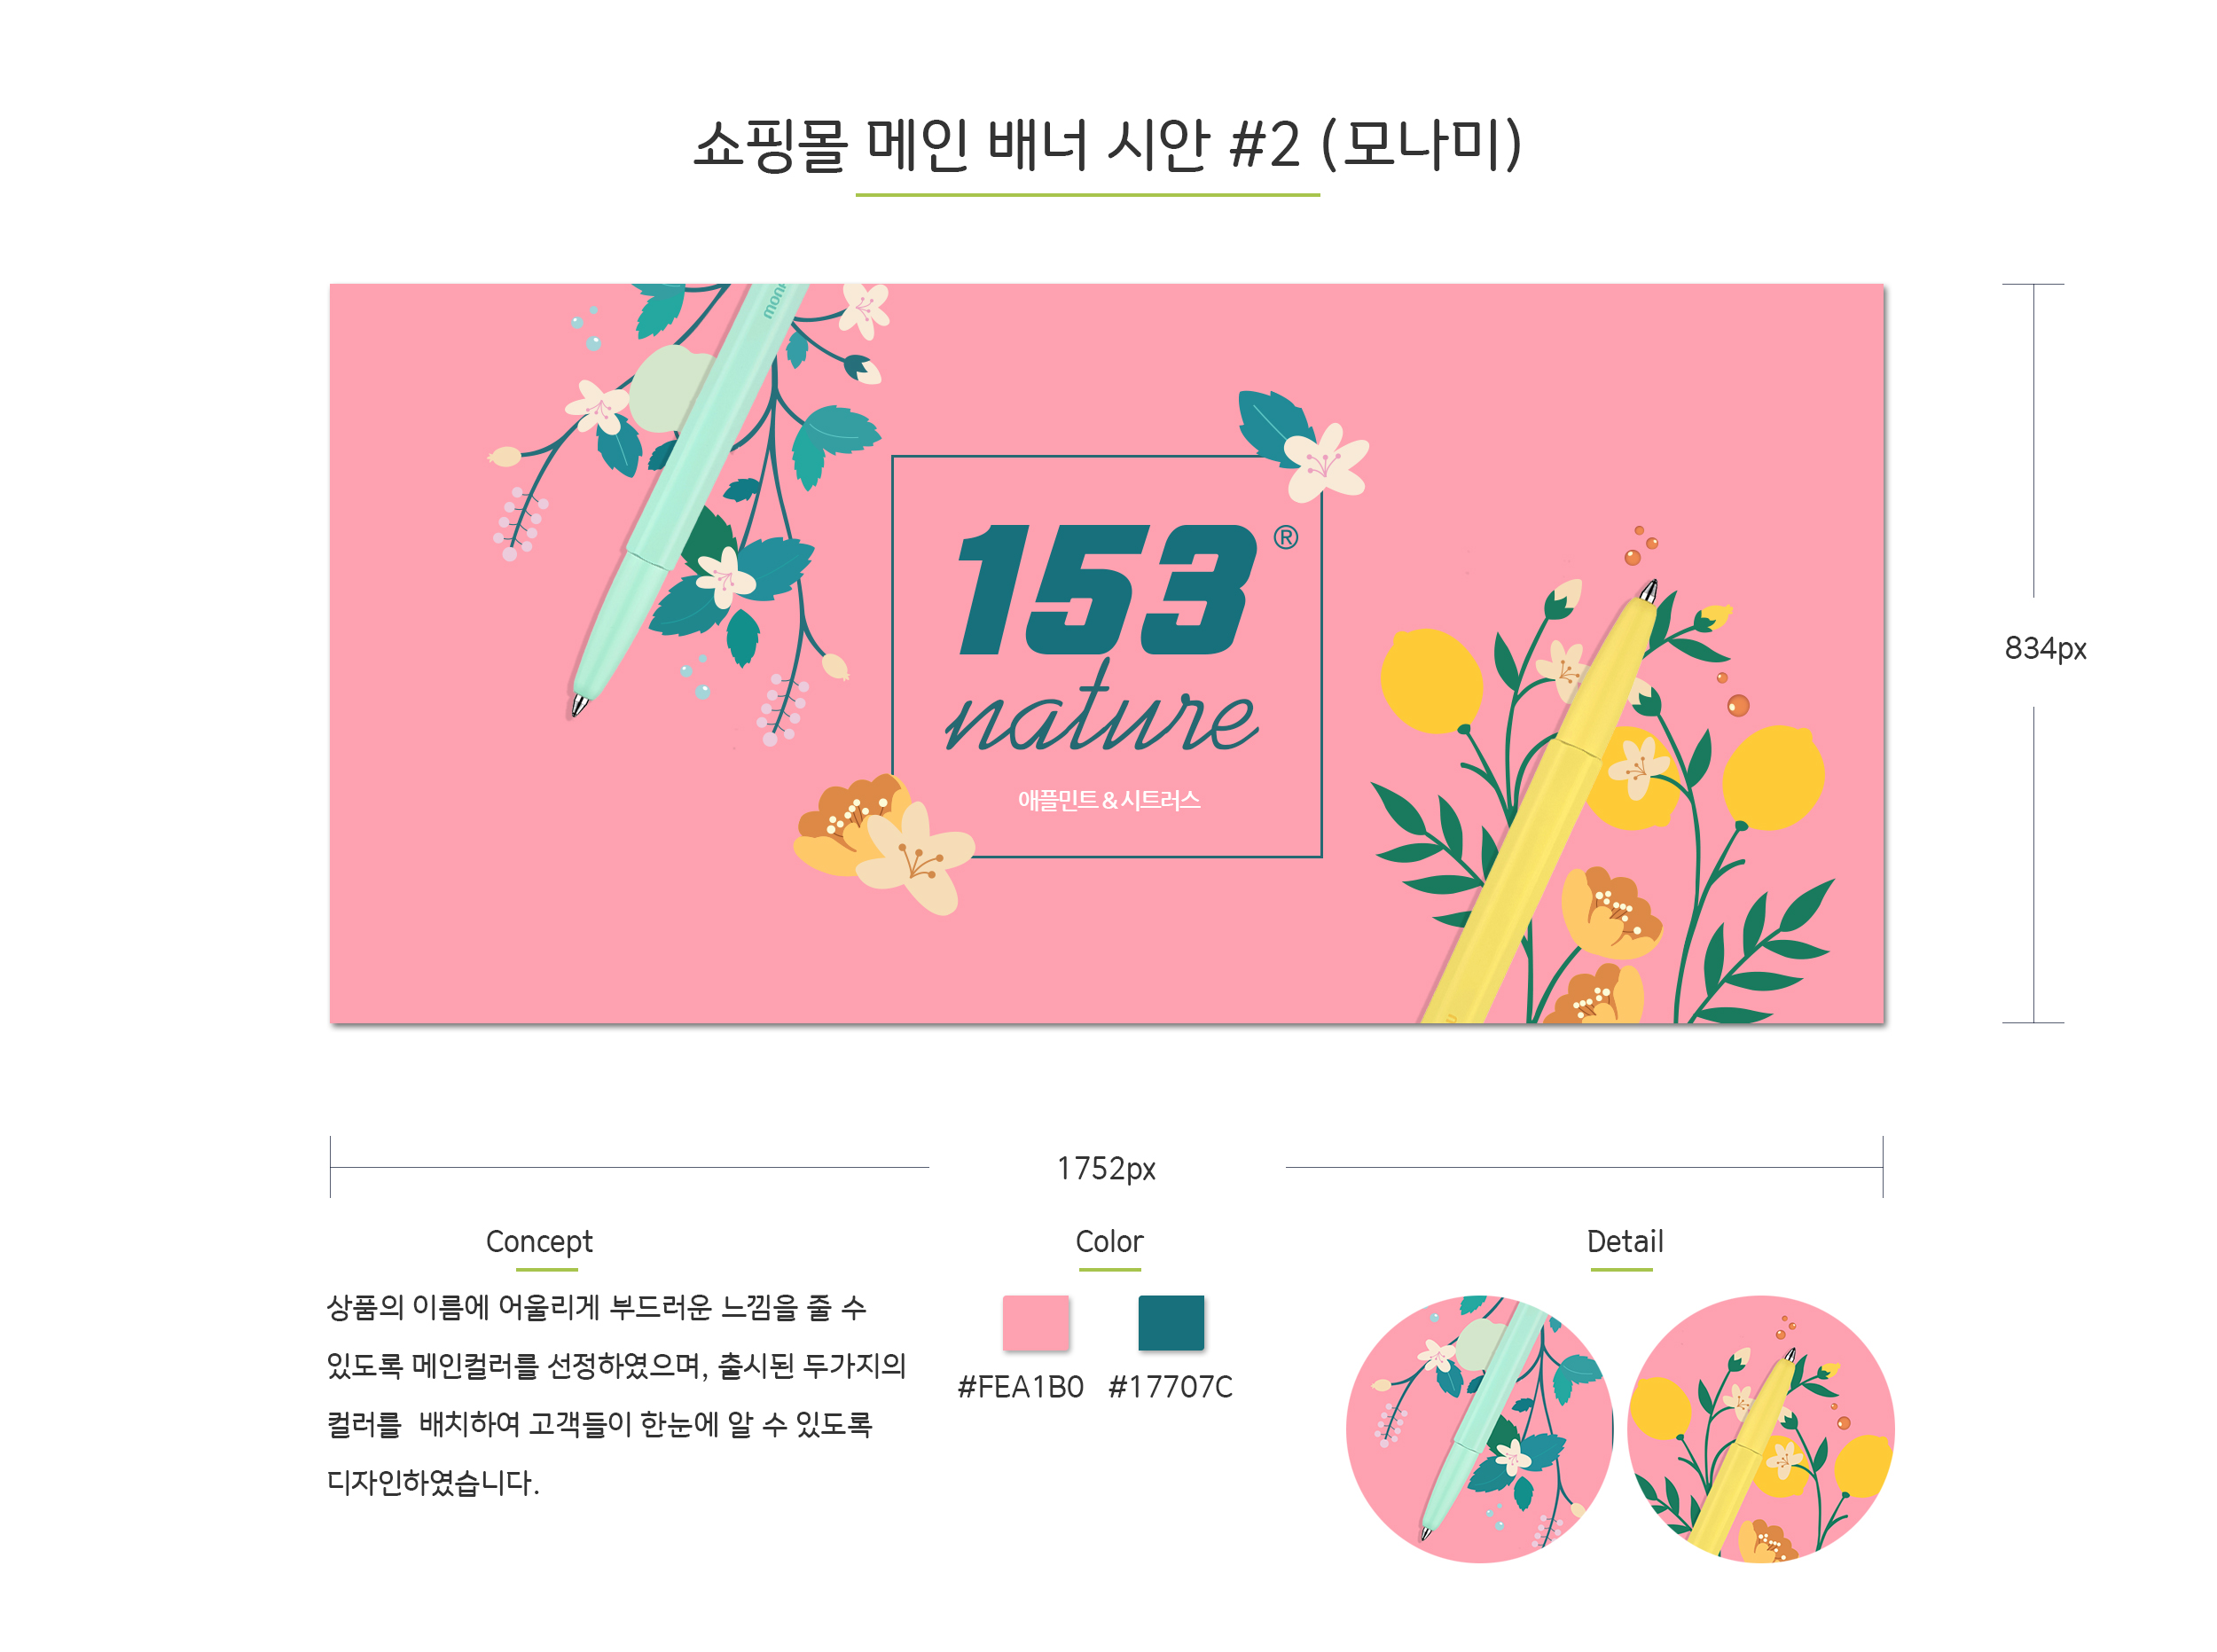 쇼핑몰 메인 배너 시안 #2 (모나미)
153 ®
nature
애플민트 & 시트러스
834px
1752px
Concept
상품의 이름에 어울리게 부드러운 느낌을 줄 수
있도록 메인컬러를 선정하였으며, 출시된 두가지의
컬러를 배치하여 고객들이 한눈에 알 수 있도록
디자인하였습니다.
Color
#FEA1B0 #17707C
Detail